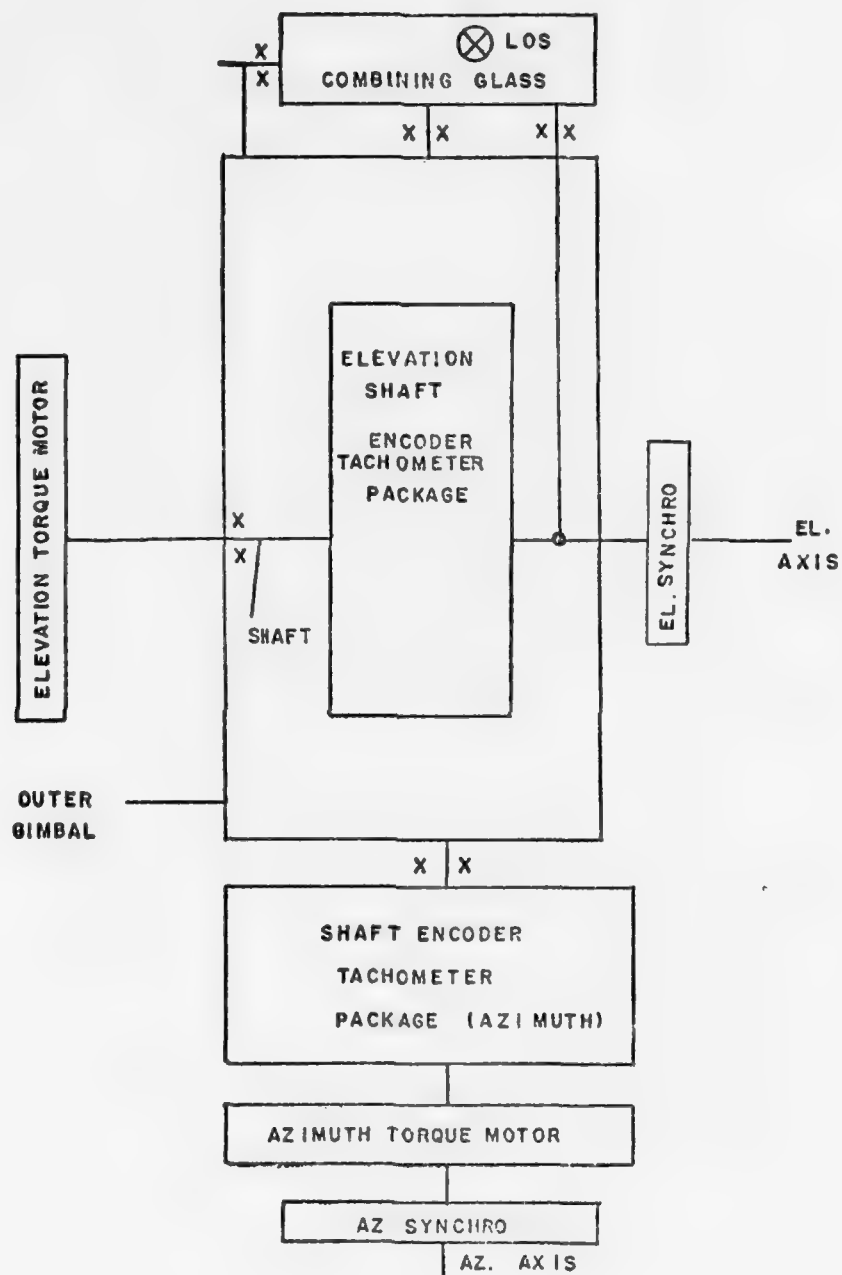 X
X
⊗ LOS
COMBINING GLASS
X X
X X
ELEVATION TORQUE MOTOR
ELEVATION
SHAFT
ENCODER
TACHOMETER
PACKAGE
X
X
SHAFT
EL. SYNCHRO
EL.
AXIS
OUTER
GIMBAL
X X
SHAFT ENCODER
TACHOMETER
PACKAGE (AZIMUTH)
AZIMUTH TORQUE MOTOR
AZ SYNCHRO
AZ. AXIS